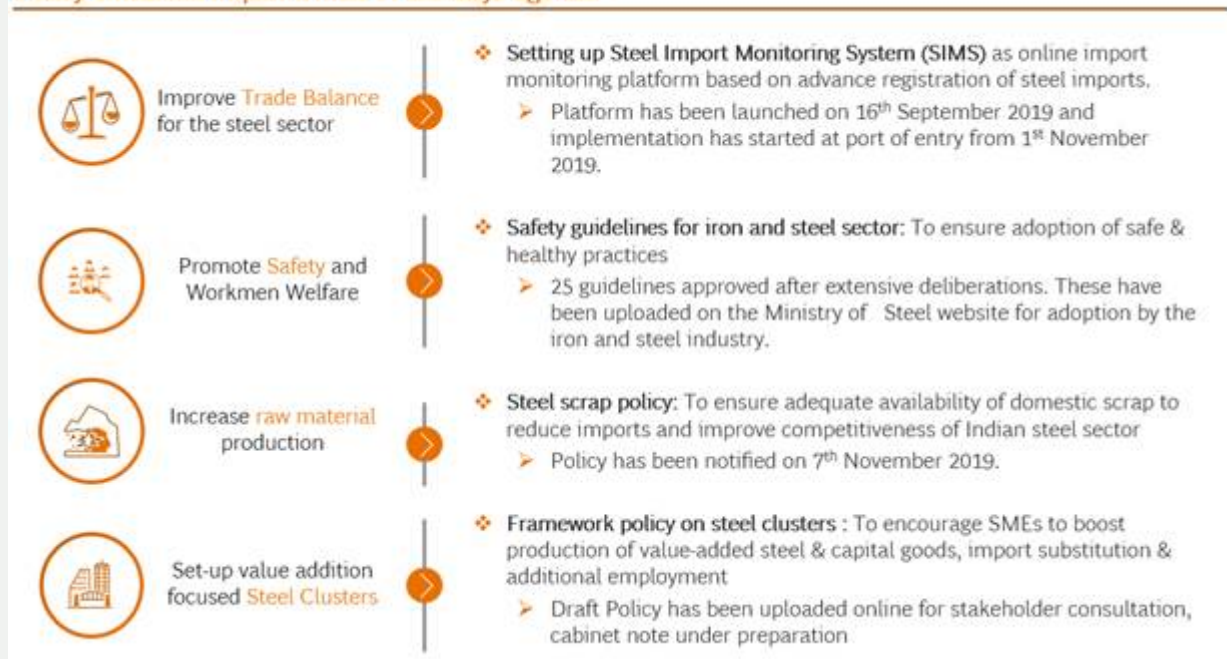 Improve Trade Balance
for the steel sector
❖ Setting up Steel Import Monitoring System (SIMS) as online import
monitoring platform based on advance registration of steel imports.
➢ Platform has been launched on 16th September 2019 and
implementation has started at port of entry from 1st November
2019.
Promote Safety and
Workmen Welfare
❖ Safety guidelines for iron and steel sector: To ensure adoption of safe &
healthy practices
➢ 25 guidelines approved after extensive deliberations. These have
been uploaded on the Ministry of Steel website for adoption by the
iron and steel industry.
Increase raw material
production
❖ Steel scrap policy: To ensure adequate availability of domestic scrap to
reduce imports and improve competitiveness of Indian steel sector
➢ Policy has been notified on 7th November 2019.
Set-up value addition
focused Steel Clusters
❖ Framework policy on steel clusters : To encourage SMEs to boost
production of value-added steel & capital goods, import substitution &
additional employment
➢ Draft Policy has been uploaded online for stakeholder consultation,
cabinet note under preparation